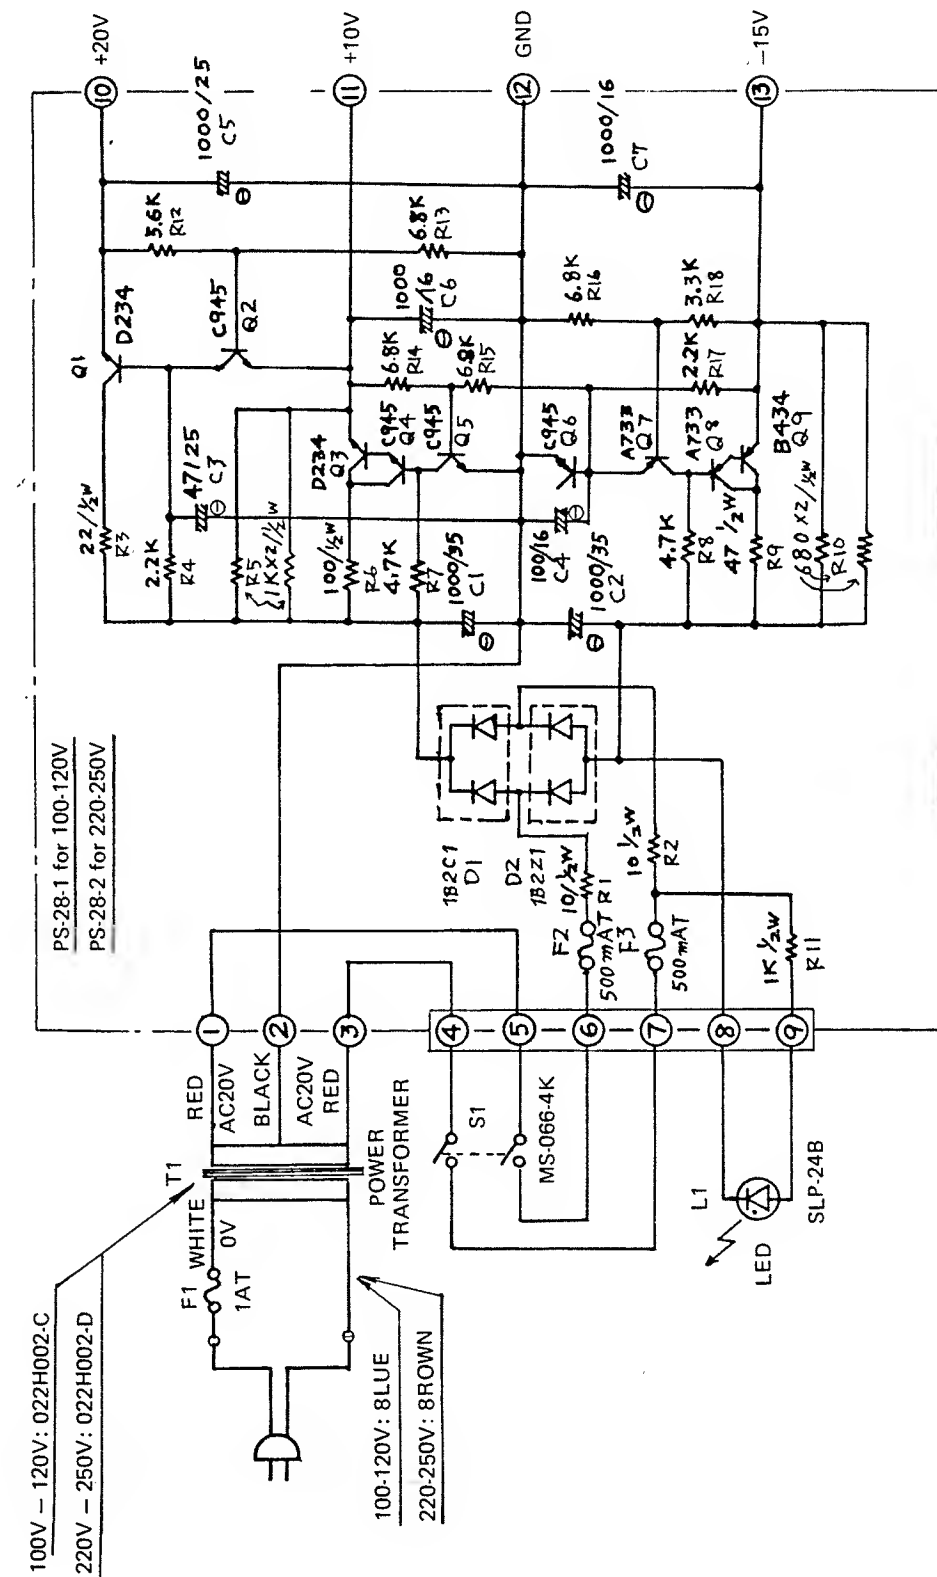 100V – 120V: 022H002-C
220V – 250V: 022H002-D
PS-28-1 for 100-120V
PS-28-2 for 220-250V
T1
WHITE
0V
F1
1AT
100-120V: 8LUE
220-250V: 8ROWN
POWER
TRANSFORMER
RED
AC20V
BLACK
AC20V
RED
1
2
3
4
5
6
7
8
9
S1
MS-066-4K
L1
LED
SLP-24B
F2
500mAT
F3
500mAT
10/½W
R1
10 ½W
R2
1K ½W
R11
1B2C1
D1
D2
1B2Z1
22/½W
R3
2.2K
R4
47/25
C3
R5
1K×2/½W
100/½W
R6
4.7K
R7
1000/35
C1
100/16
C4
1000/35
C2
4.7K
R8
47 ½W
R9
680×2/½W
R10
Q1
D234
C945
Q2
D234
Q3
C945
Q4
C945
Q5
C945
Q6
A733
Q7
A733
Q8
B434
Q9
3.6K
R12
6.8K
R13
6.8K
R14
6.8K
R15
6.8K
R16
2.2K
R17
3.3K
R18
1000/25
C5
1000
/16
C6
1000/16
C7
10
+20V
11
+10V
12
GND
13
–15V